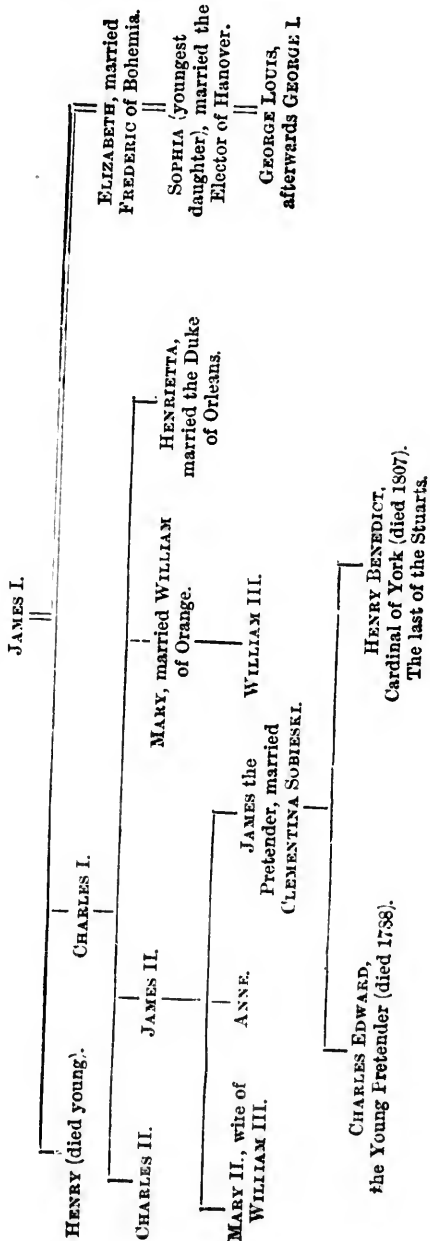 JAMES I.
HENRY (died young).
CHARLES I.
ELIZABETH, married
FREDERIC of Bohemia.
CHARLES II.
JAMES II.
MARY, married WILLIAM
of Orange.
HENRIETTA,
married the Duke
of Orleans.
SOPHIA (youngest
daughter), married the
Elector of Hanover.
MARY II., wife of
WILLIAM III.
ANNE.
JAMES the
Pretender, married
CLEMENTINA SOBIESKI.
WILLIAM III.
GEORGE LOUIS,
afterwards GEORGE I.
CHARLES EDWARD,
the Young Pretender (died 1788).
HENRY BENEDICT,
Cardinal of York (died 1807).
The last of the Stuarts.